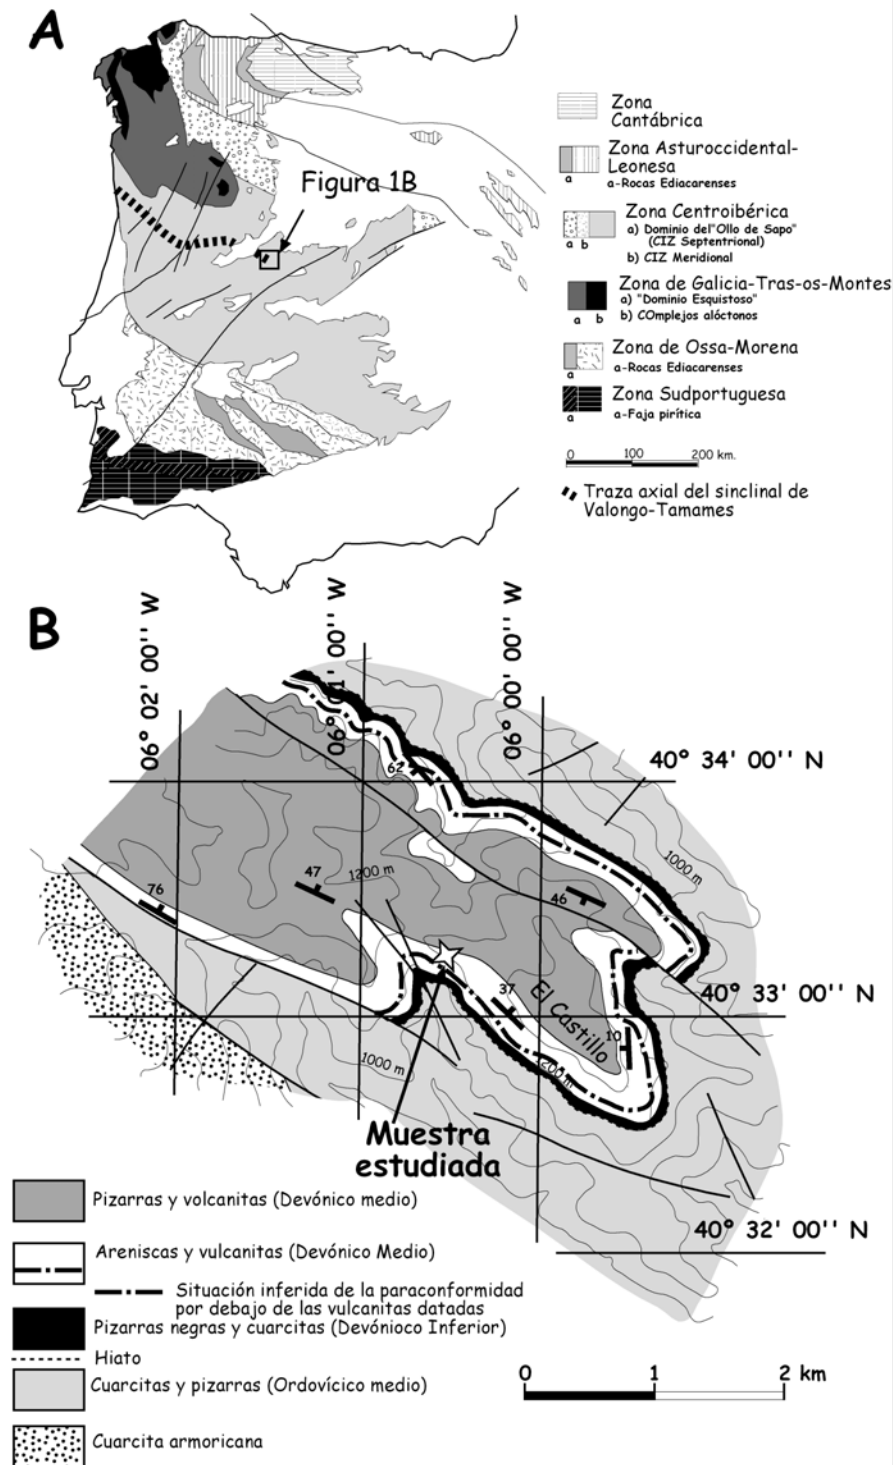 A
Figura 1B
Zona
Cantábrica
Zona Asturoccidental-
Leonesa
a
a-Rocas Ediacarenses
Zona Centroibérica
a) Dominio del"Ollo de Sapo"
(CIZ Septentrional)
a b
b) CIZ Meridional
Zona de Galicia-Tras-os-Montes
a) "Dominio Esquistoso"
a b
b) COmplejos alóctonos
Zona de Ossa-Morena
a
a-Rocas Ediacarenses
Zona Sudportuguesa
a
a-Faja pirítica
0 100 200 km.
Traza axial del sinclinal de
Valongo-Tamames
B
06° 02' 00'' W
06° 01' 00'' W
06° 00' 00'' W
40° 34' 00'' N
62
1000 m
47
1200 m
76
46
40° 33' 00'' N
37
El Castillo
10
1200 m
1000 m
Muestra
estudiada
40° 32' 00'' N
Pizarras y volcanitas (Devónico medio)
Areniscas y vulcanitas (Devónico Medio)
Situación inferida de la paraconformidad
por debajo de las vulcanitas datadas
Pizarras negras y cuarcitas (Devónioco Inferior)
Hiato
Cuarcitas y pizarras (Ordovícico medio)
Cuarcita armoricana
0 1 2 km